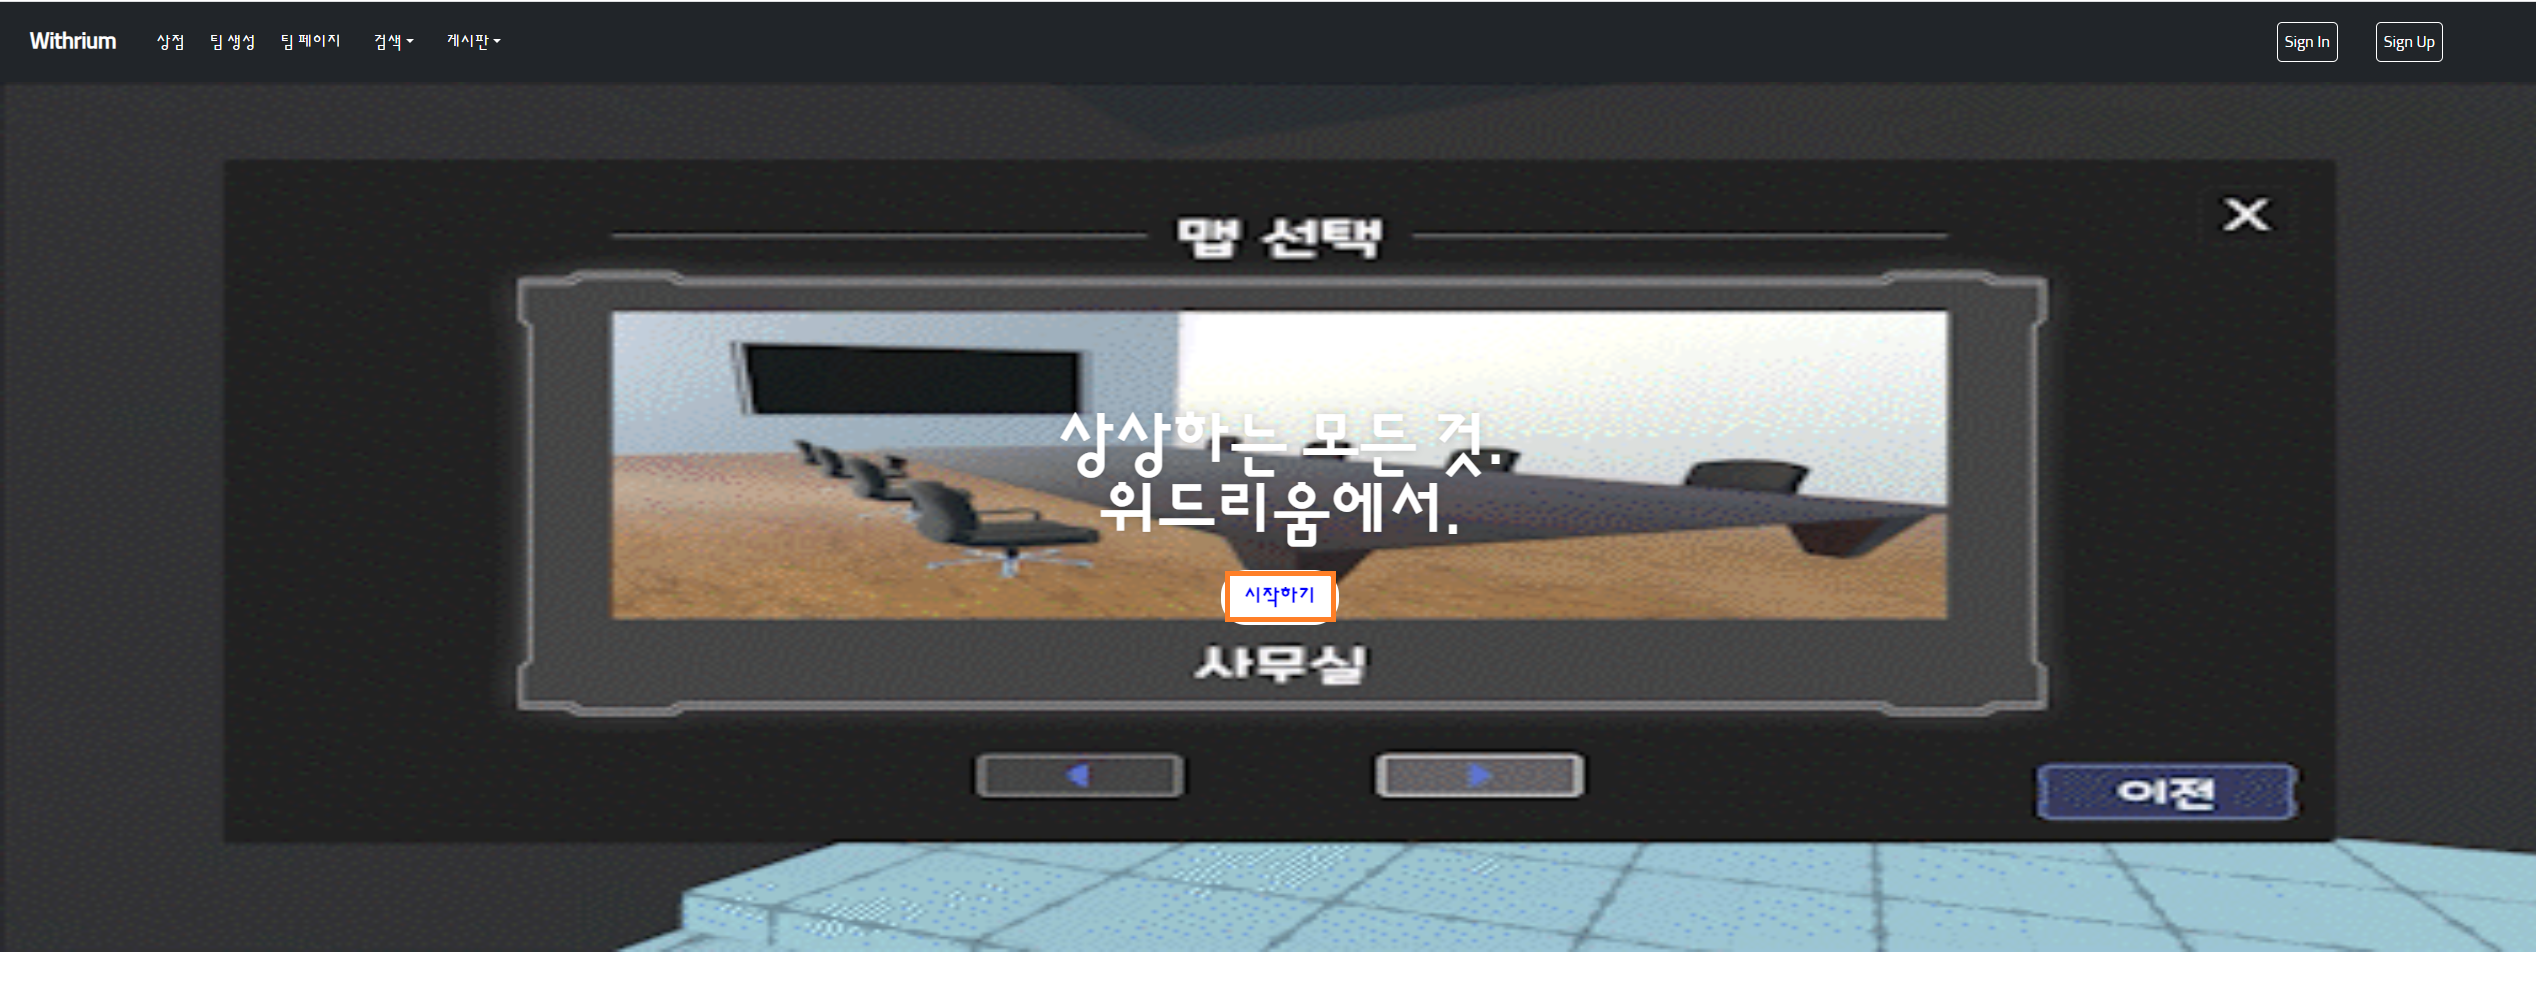 Withrium 상점 팀 생성 팀 페이지 검색 게시판 Sign In Sign Up
맵 선택
상상하는 모든 것.
위드리움에서.
시작하기
사무실
이전